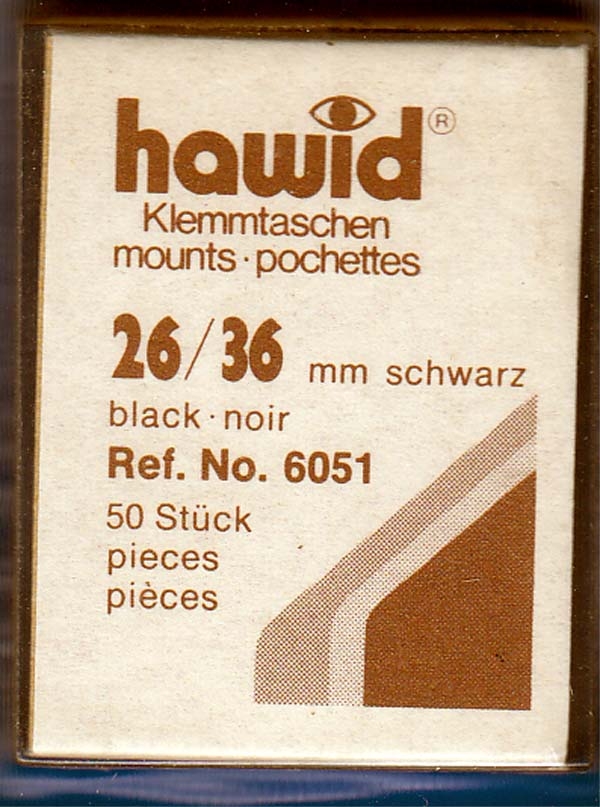 hawid®
Klemmtaschen
mounts · pochettes
26/36 mm schwarz
black · noir
Ref. No. 6051
50 Stück
pieces
pièces